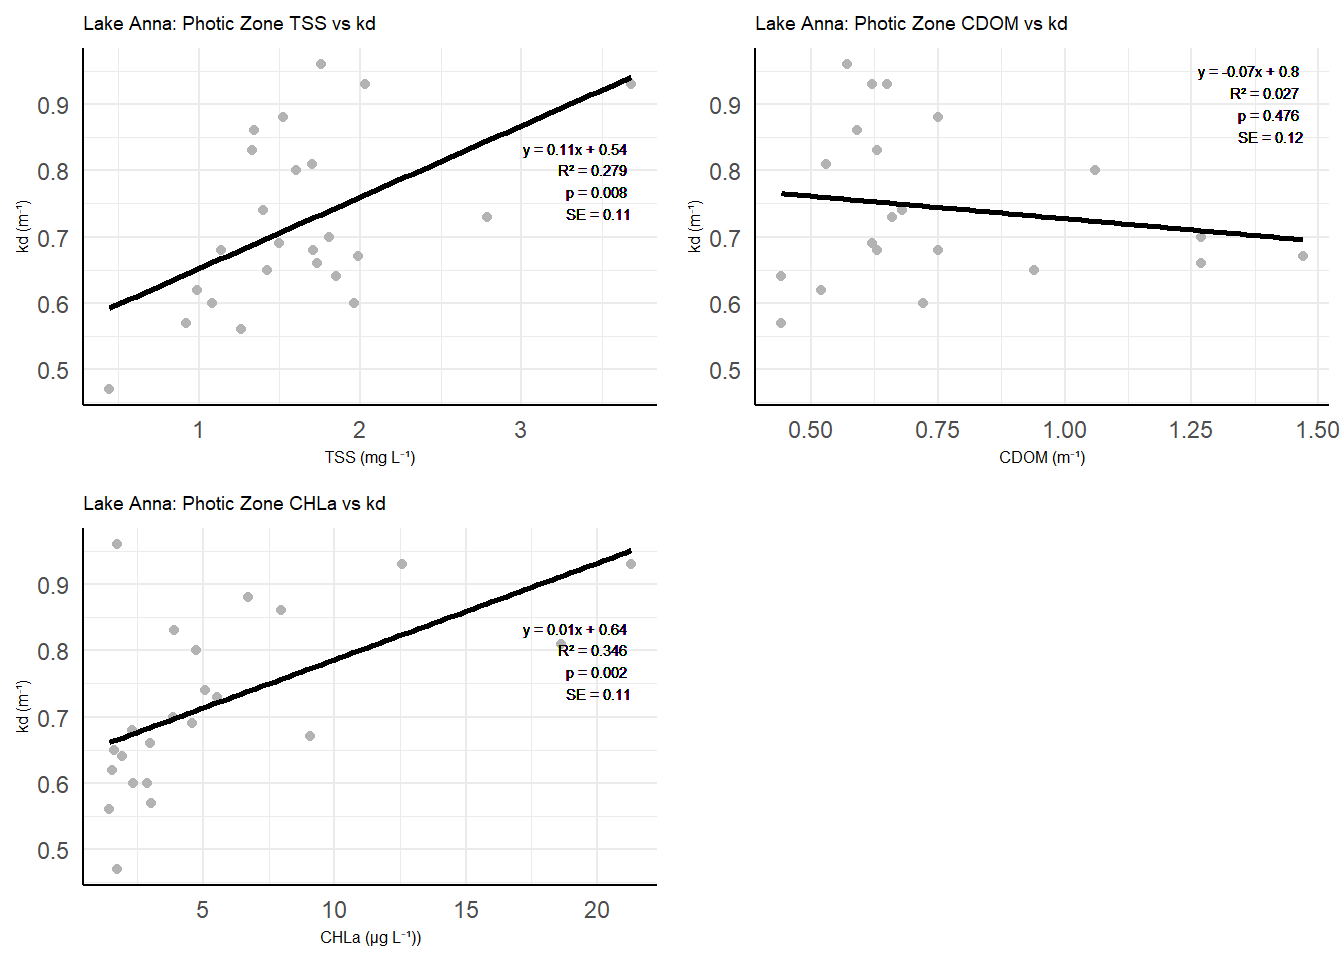 Lake Anna: Photic Zone TSS vs kd
kd (m⁻¹)
0.9
0.8
0.7
0.6
0.5
y = 0.11x + 0.54
R² = 0.279
p = 0.008
SE = 0.11
1 2 3
TSS (mg L⁻¹)
Lake Anna: Photic Zone CDOM vs kd
kd (m⁻¹)
0.9
0.8
0.7
0.6
0.5
y = -0.07x + 0.8
R² = 0.027
p = 0.476
SE = 0.12
0.50 0.75 1.00 1.25 1.50
CDOM (m⁻¹)
Lake Anna: Photic Zone CHLa vs kd
kd (m⁻¹)
0.9
0.8
0.7
0.6
0.5
y = 0.01x + 0.64
R² = 0.346
p = 0.002
SE = 0.11
5 10 15 20
CHLa (µg L⁻¹))